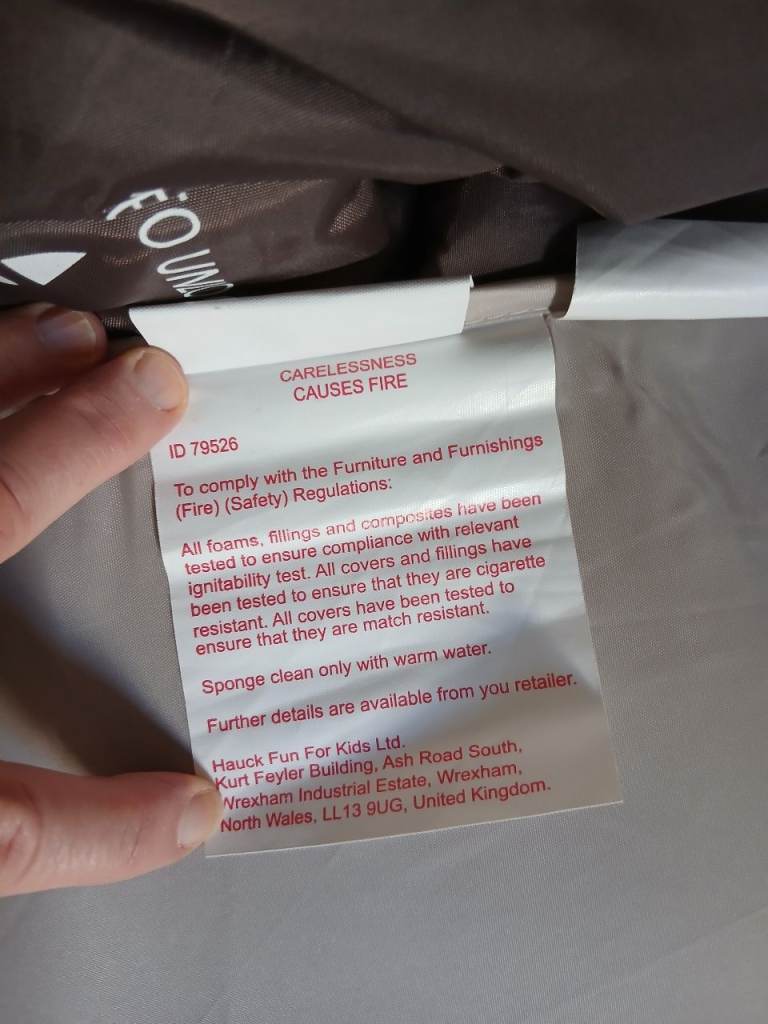 FOUND
CARELESSNESS
CAUSES FIRE
ID 79526
To comply with the Furniture and Furnishings
(Fire) (Safety) Regulations:
All foams, fillings and composites have been
tested to ensure compliance with relevant
ignitability test. All covers and fillings have
been tested to ensure that they are cigarette
resistant. All covers have been tested to
ensure that they are match resistant.
Sponge clean only with warm water.
Further details are available from you retailer.
Hauck Fun For Kids Ltd.
Kurt Feyler Building, Ash Road South,
Wrexham Industrial Estate, Wrexham,
North Wales, LL13 9UG, United Kingdom.